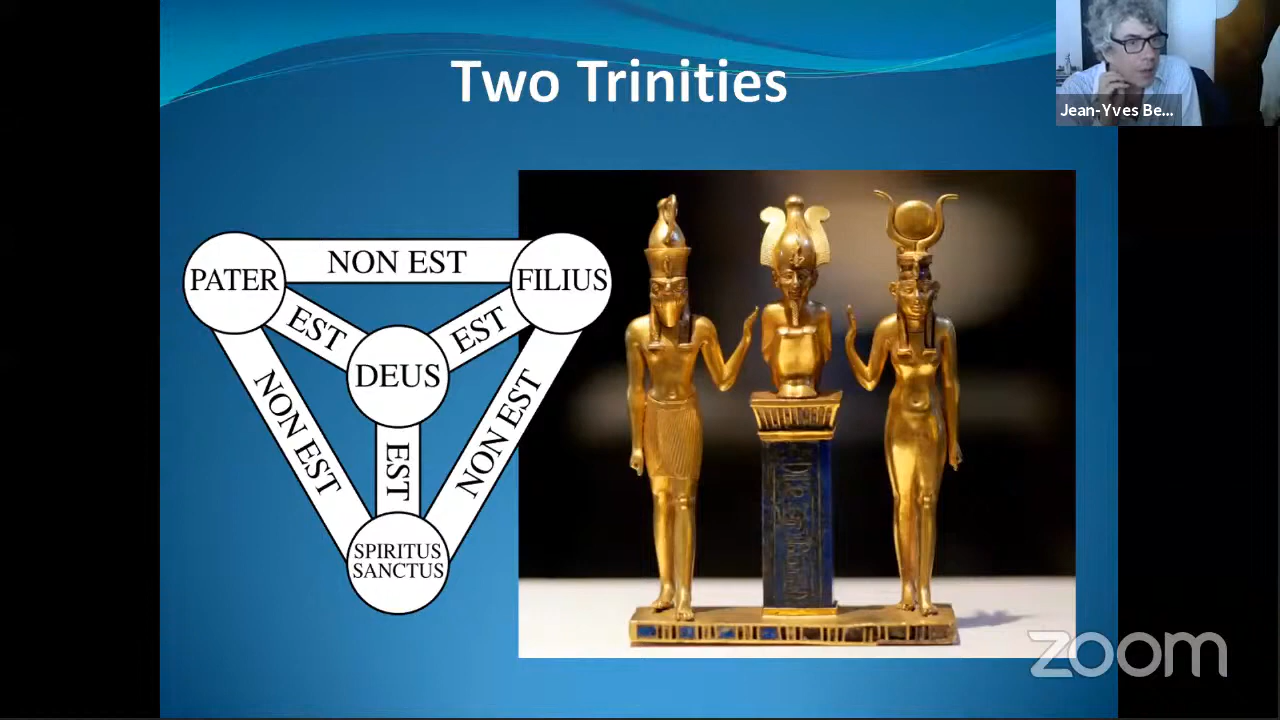 Two Trinities
Jean-Yves Be...
PATER
NON EST
FILIUS
EST
EST
DEUS
NON EST
EST
NON EST
SPIRITUS
SANCTUS
zoom